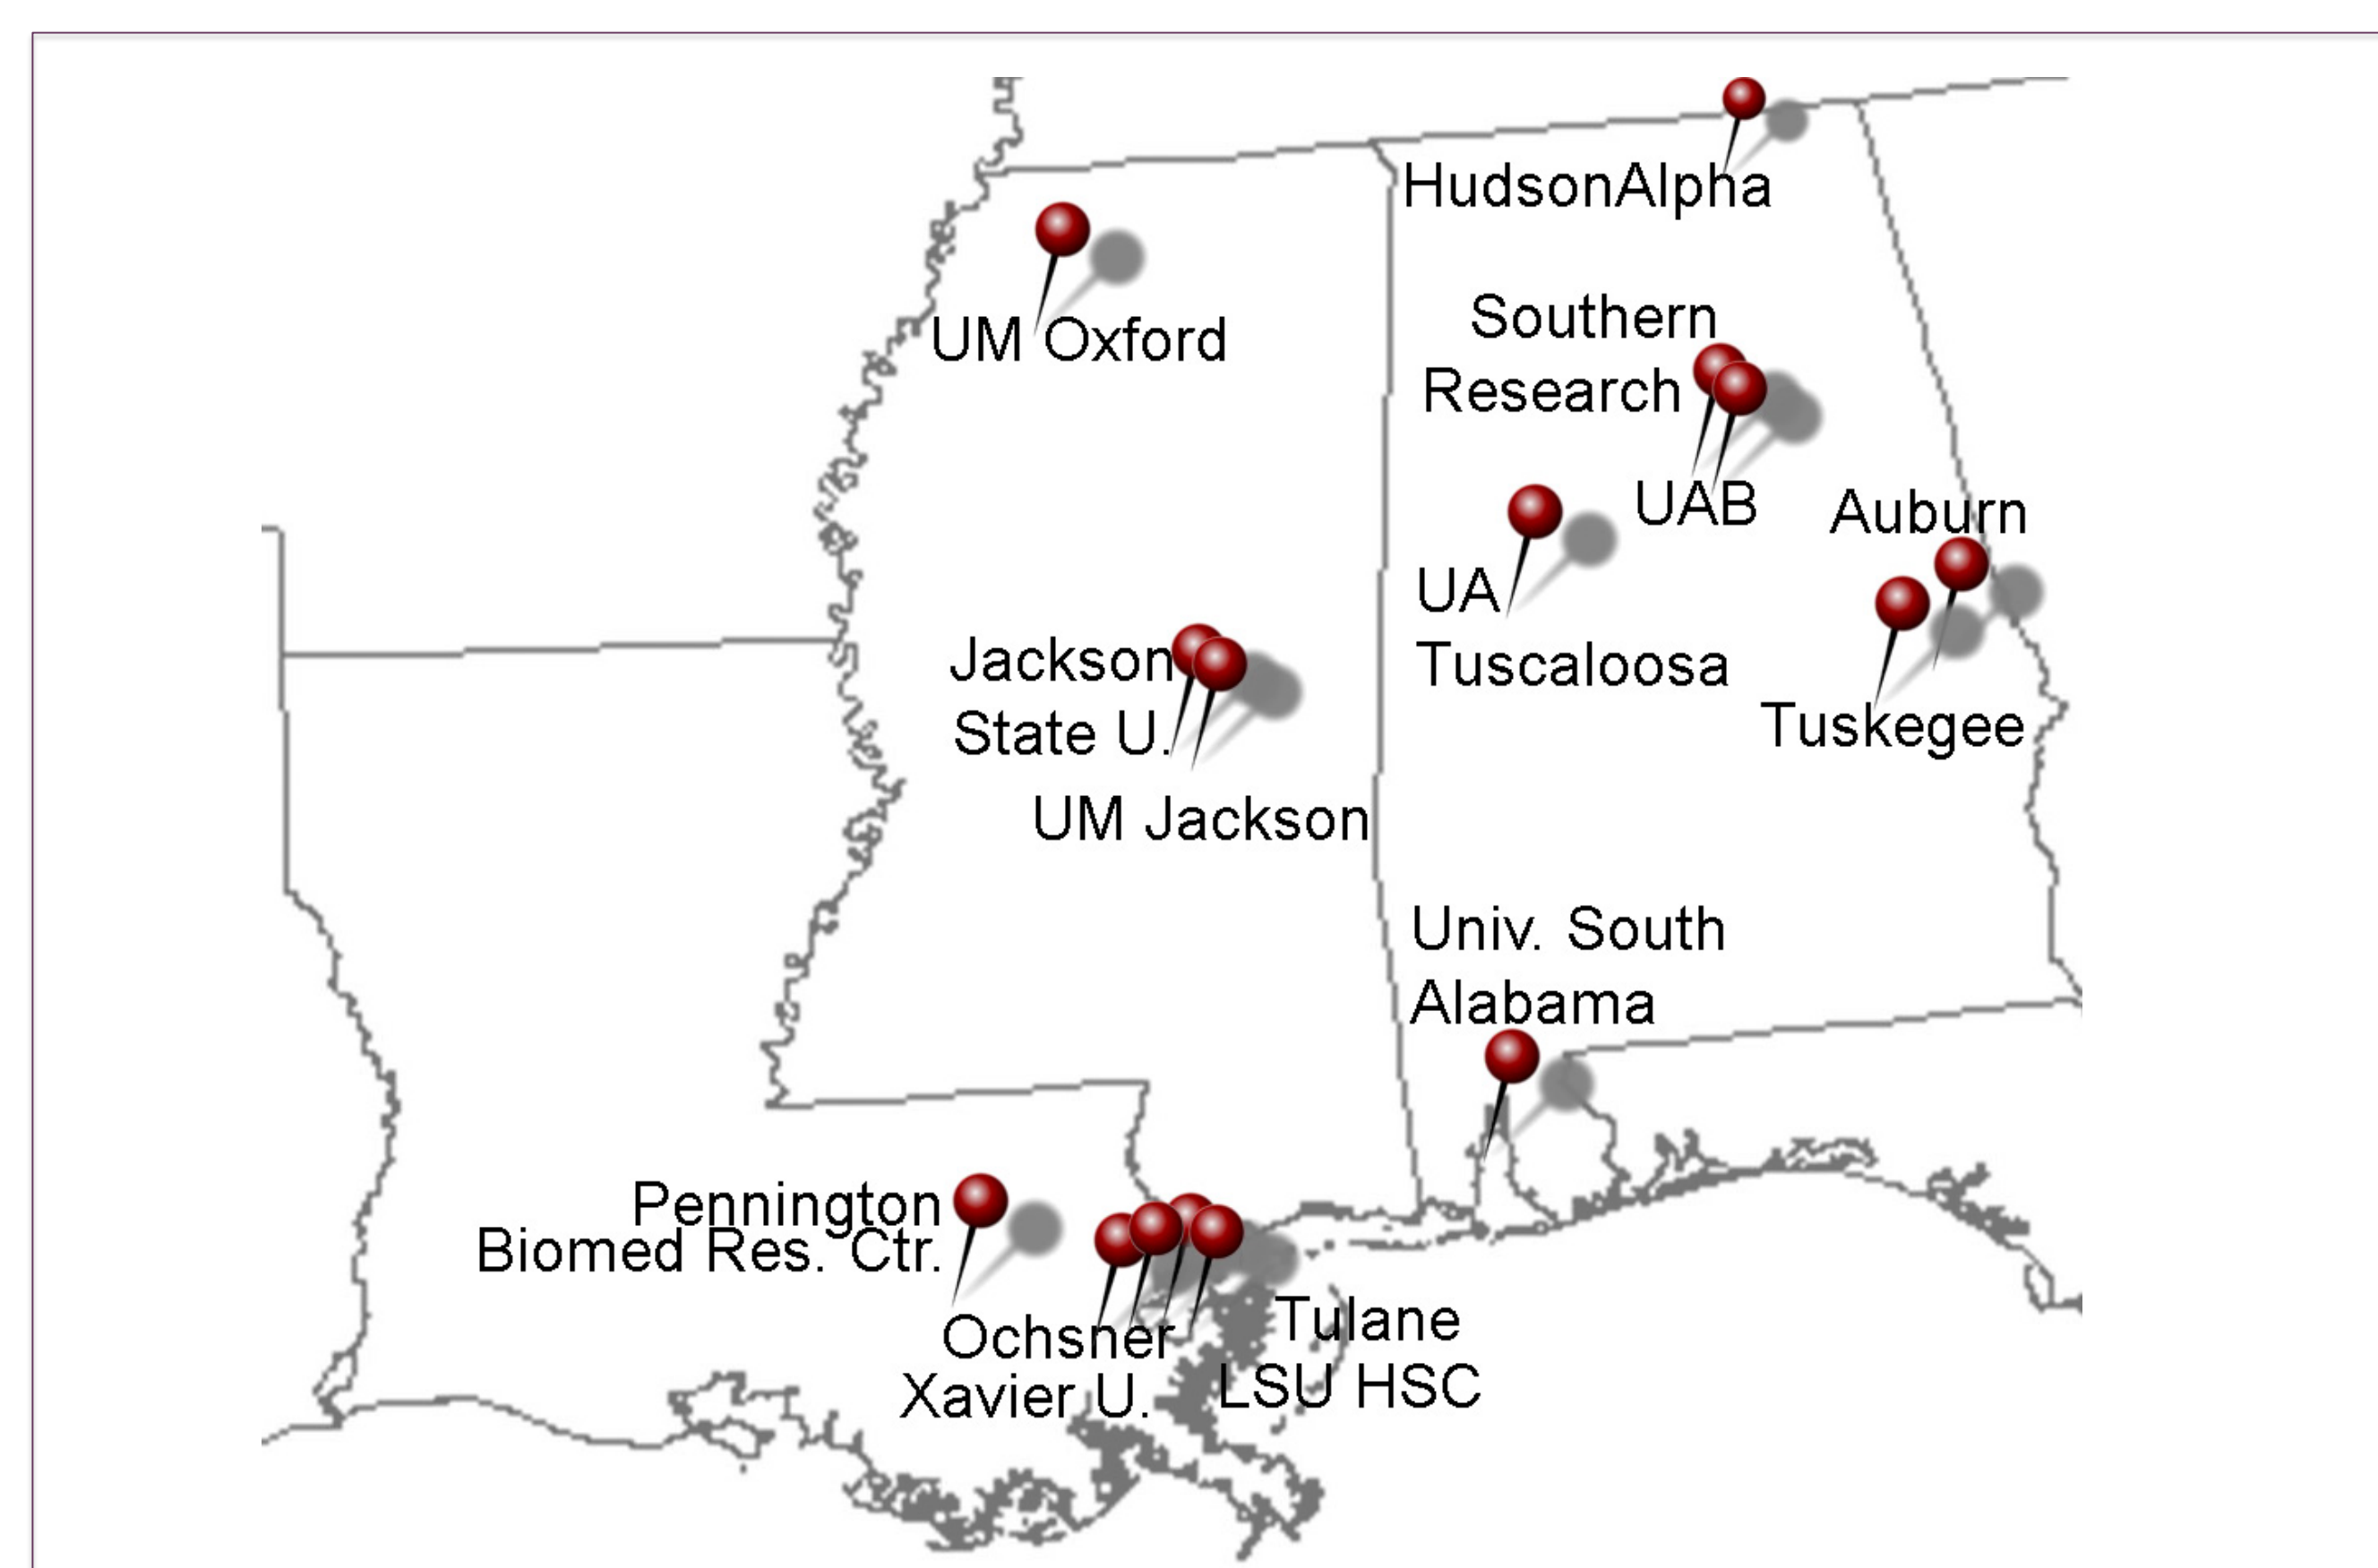 HudsonAlpha
UM Oxford
Southern
Research
UAB
Auburn
UA
Tuscaloosa
Jackson
State U.
Tuskegee
UM Jackson
Univ. South
Alabama
Pennington
Biomed Res. Ctr.
Ochsner
Xavier U.
Tulane
LSU HSC